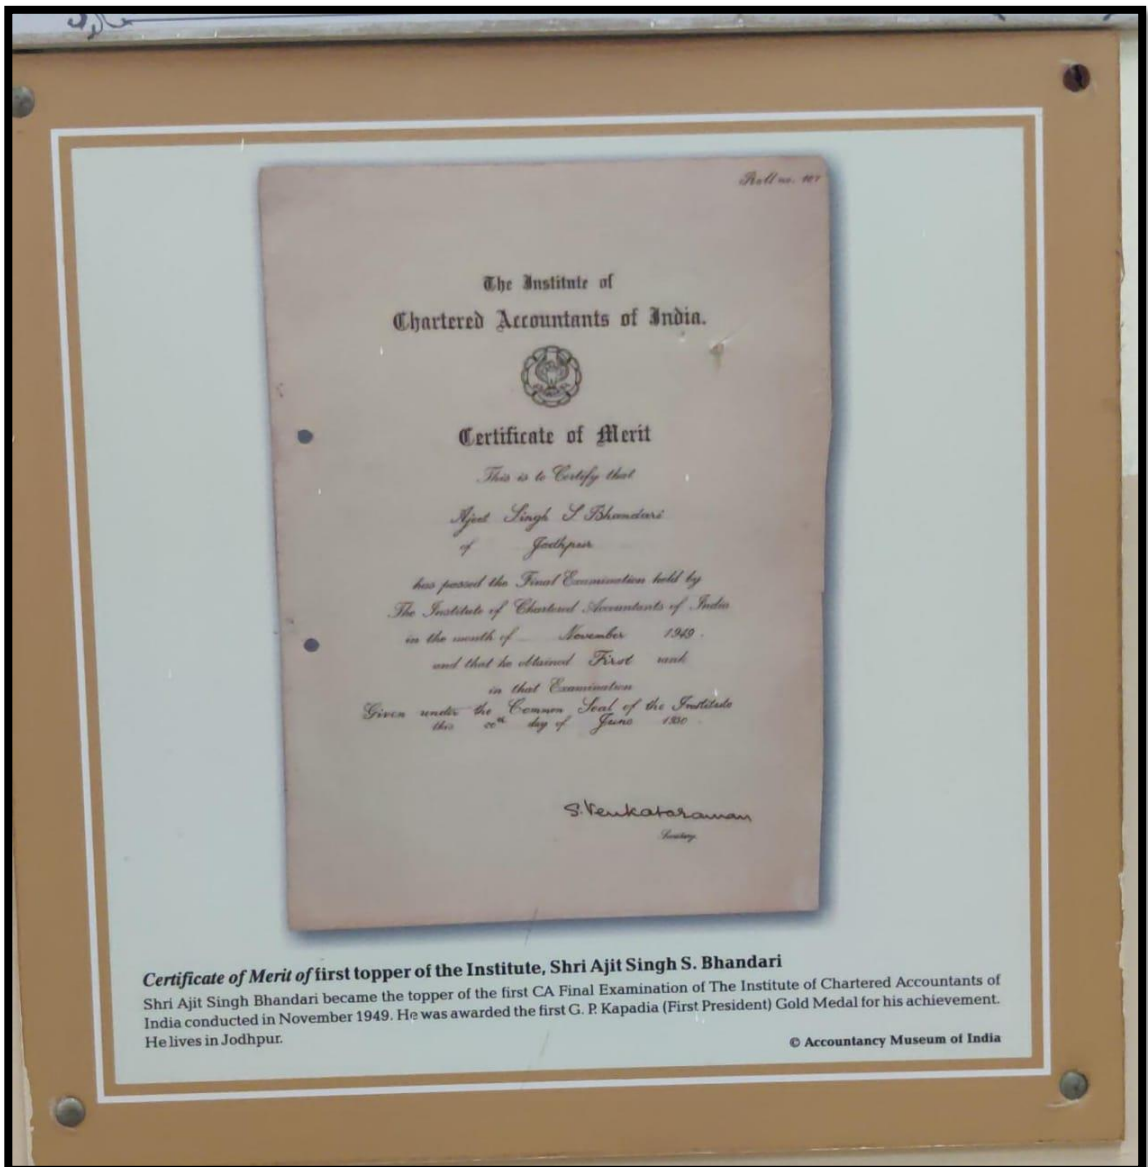 Roll no. 107
The Institute of
Chartered Accountants of India.
Certificate of Merit
This is to Certify that
Ajeet Singh S Bhandari
of Jodhpur
has passed the Final Examination held by
The Institute of Chartered Accountants of India
in the month of November 1949.
and that he obtained First rank
in that Examination
Given under the Common Seal of the Institute
this day of June 1950.
S. Venkataraman
Secretary
Certificate of Merit of first topper of the Institute, Shri Ajit Singh S. Bhandari
Shri Ajit Singh Bhandari became the topper of the first CA Final Examination of The Institute of Chartered Accountants of
India conducted in November 1949. He was awarded the first G. P. Kapadia (First President) Gold Medal for his achievement.
He lives in Jodhpur.
© Accountancy Museum of India